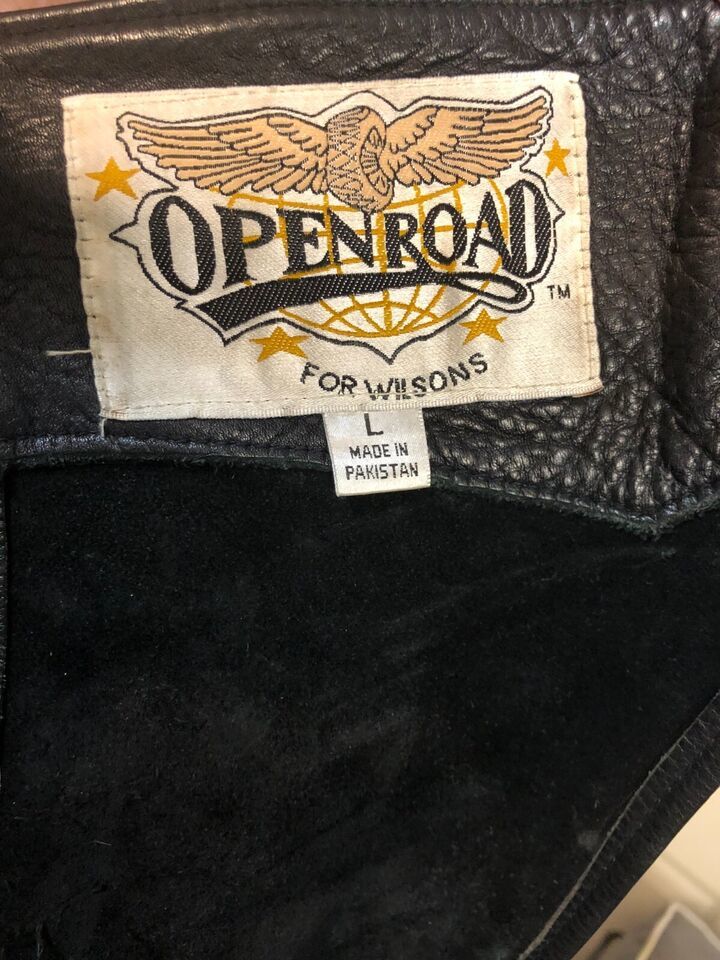 OPENROAD
TM
FOR WILSONS
L
MADE IN
PAKISTAN